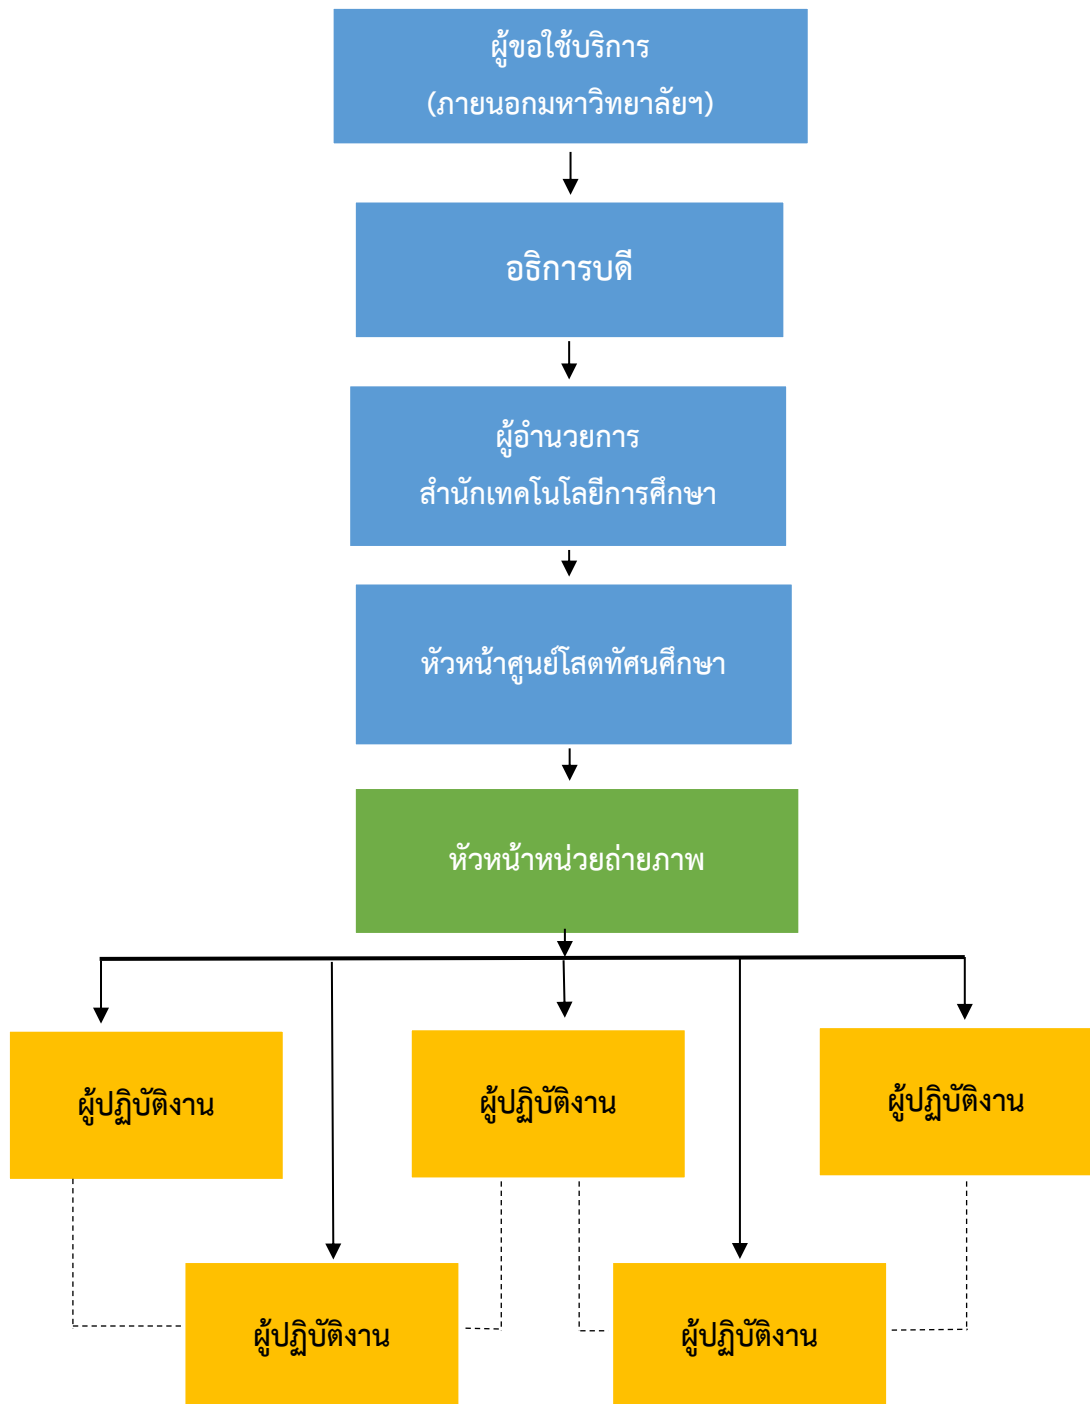 ผู้ขอใช้บริการ
(ภายนอกมหาวิทยาลัยฯ)
อธิการบดี
ผู้อำนวยการ
สำนักเทคโนโลยีการศึกษา
หัวหน้าศูนย์โสตทัศนศึกษา
หัวหน้าหน่วยถ่ายภาพ
ผู้ปฏิบัติงาน
ผู้ปฏิบัติงาน
ผู้ปฏิบัติงาน
ผู้ปฏิบัติงาน
ผู้ปฏิบัติงาน